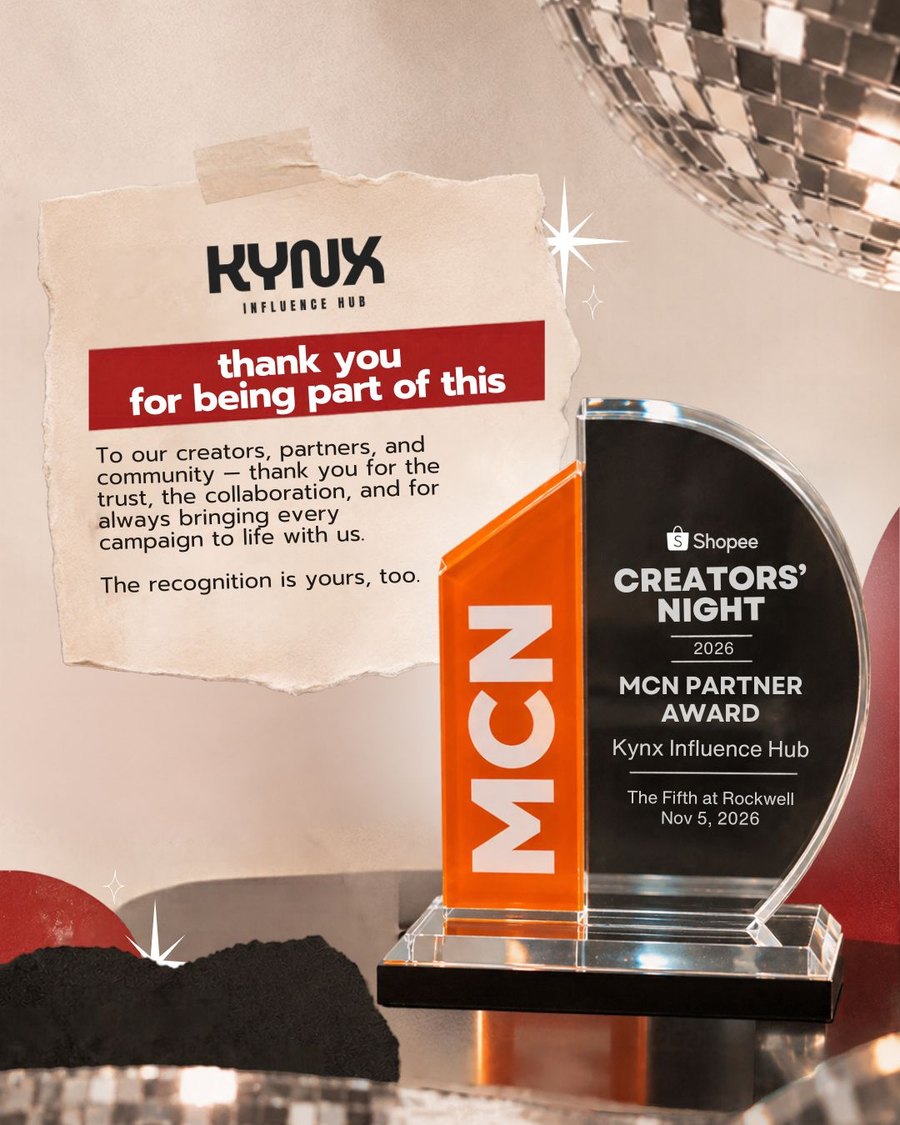 KYNX
INFLUENCE HUB
thank you
for being part of this
To our creators, partners, and
community — thank you for the
trust, the collaboration, and for
always bringing every
campaign to life with us.
The recognition is yours, too.
MCN
Shopee
CREATORS’
NIGHT
2026
MCN PARTNER
AWARD
Kynx Influence Hub
The Fifth at Rockwell
Nov 5, 2026